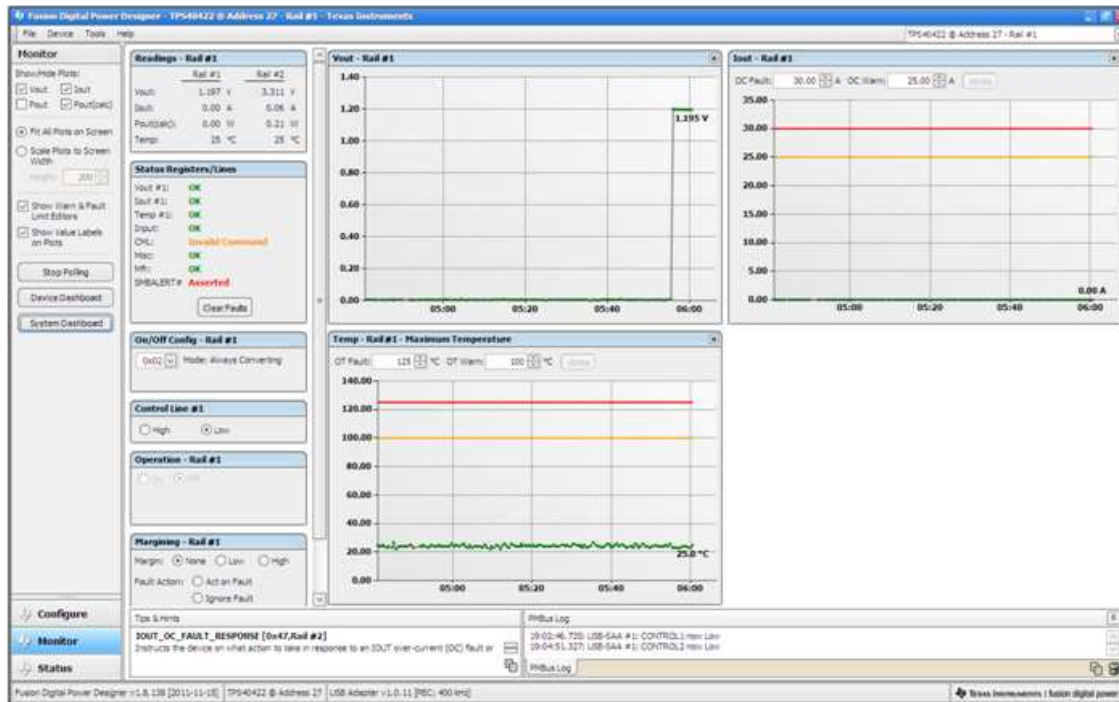 Fusion Digital Power Designer - TPS40422 @ Address 27 - Rail #1 - Texas Instruments
File Device Tools Help
TPS40422 @ Address 27 - Rail #1
Monitor
Show/Hide Plots:
Vout Iout
Pout Pout(calc)
Fit All Plots on Screen
Scale Plots to Screen
Width
Height: 200
Show Warn & Fault
Limit Editors
Show Value Labels
on Plots
Stop Polling
Device Dashboard
System Dashboard
Configure
Monitor
Status
Readings - Rail #1
Rail #1 Rail #2
Vout: 1.197 V 3.311 V
Iout: 0.00 A 0.06 A
Pout(calc): 0.00 W 0.21 W
Temp: 25 °C 25 °C
Status Registers/Lines
Vout #1: OK
Iout #1: OK
Temp #1: OK
Input: OK
CML: Invalid Command
Misc: OK
Mfr: OK
SMBALERT# Asserted
Clear Faults
On/Off Config - Rail #1
0x02 Mode: Always Converting
Control Line #1
High Low
Operation - Rail #1
On Off
Margining - Rail #1
Margin: None Low High
Fault Action: Act on Fault
Ignore Fault
Vout - Rail #1
1.40
1.20
1.00
0.80
0.60
0.40
0.20
0.00
1.195 V
05:00 05:20 05:40 06:00
Iout - Rail #1
OC Fault: 30.00 A OC Warn: 25.00 A
35.00
30.00
25.00
20.00
15.00
10.00
5.00
0.00
0.00 A
05:00 05:20 05:40 06:00
Temp - Rail #1 - Maximum Temperature
OT Fault: 125 °C OT Warn: 100 °C
140.00
120.00
100.00
80.00
60.00
40.00
20.00
0.00
25.0 °C
05:00 05:20 05:40 06:00
Tips & Hints
IOUT_OC_FAULT_RESPONSE [0x47,Rail #2]
Instructs the device on what action to take in response to an IOUT over-current (OC) fault or
PMBus Log
19:02:46.735: USB-SAA #1: CONTROL1 now Low
19:04:51.327: USB-SAA #1: CONTROL2 now Low
PMBus Log
Fusion Digital Power Designer v1.8.138 [2011-11-15] TPS40422 @ Address 27 USB Adapter v1.0.11 [PEC; 400 kHz]
Texas Instruments | fusion digital power